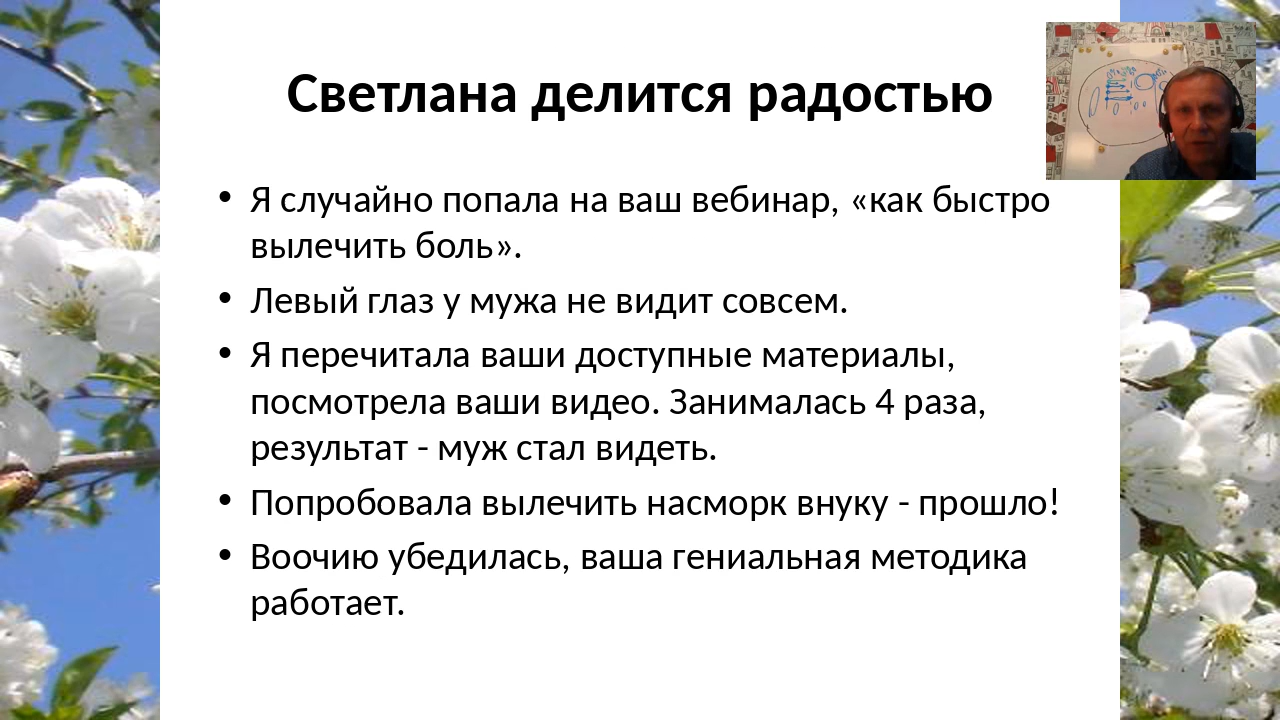 Светлана делится радостью
• Я случайно попала на ваш вебинар, «как быстро
вылечить боль».
• Левый глаз у мужа не видит совсем.
• Я перечитала ваши доступные материалы,
посмотрела ваши видео. Занималась 4 раза,
результат - муж стал видеть.
• Попробовала вылечить насморк внуку - прошло!
• Воочию убедилась, ваша гениальная методика
работает.